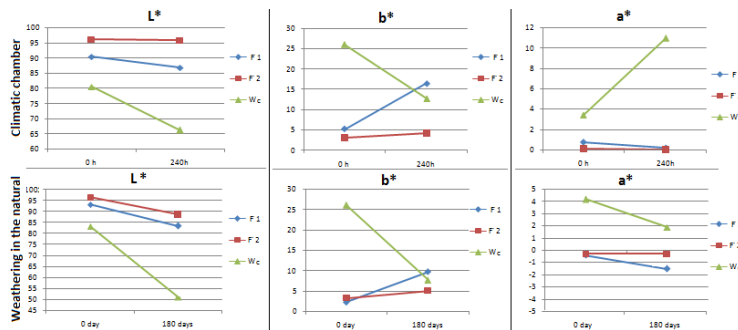 Climatic chamber
L*
100
95
90
85
80
75
70
65
60
0 h 240h
F 1
F 2
Wc
b*
30
25
20
15
10
5
0
0 h 240h
F 1
F 2
Wc
a*
12
10
8
6
4
2
0
0 h 240h
F
F
W
Weathering in the natural
L*
100
95
90
85
80
75
70
65
60
55
50
45
0 day 180 days
F 1
F 2
Wc
b*
30
25
20
15
10
5
0
0 day 180 days
F 1
F 2
Wc
a*
5
4
3
2
1
0
-1
-2
-3
-4
-5
0 day 180 days
F
F 2
W